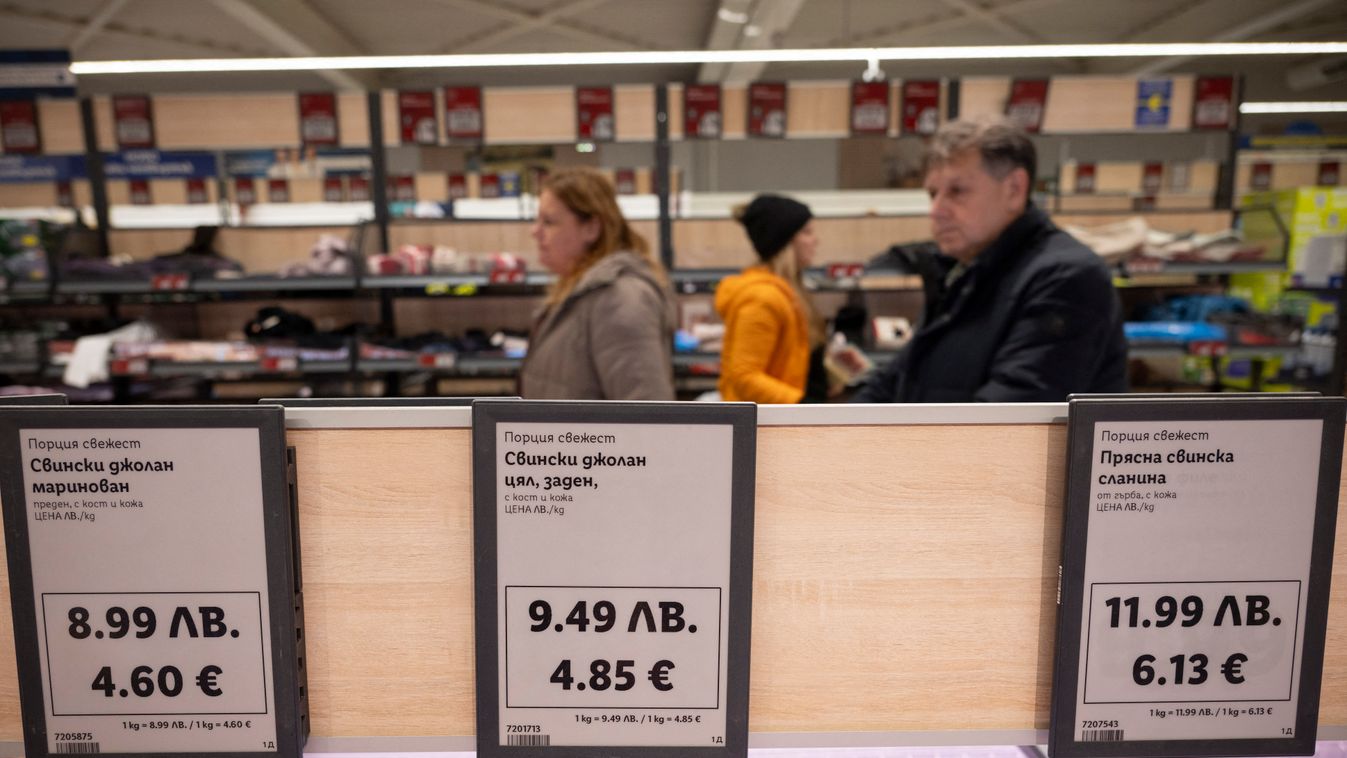 Порция свежест
Свински джолан
маринован
преден, с кост и кожа
ЦЕНА ЛВ./kg
8.99 ЛВ.
4.60 €
1 kg = 8.99 ЛВ. / 1 kg = 4.60 €
7205875
1Д
Порция свежест
Свински джолан
цял, заден,
с кост и кожа
ЦЕНА ЛВ./kg
9.49 ЛВ.
4.85 €
1 kg = 9.49 ЛВ. / 1 kg = 4.85 €
7201713
1Д
Порция свежест
Прясна свинска
сланина
от гърба, с кожа
ЦЕНА ЛВ./kg
11.99 ЛВ.
6.13 €
1 kg = 11.99 ЛВ. / 1 kg = 6.13 €
7207543
1Д